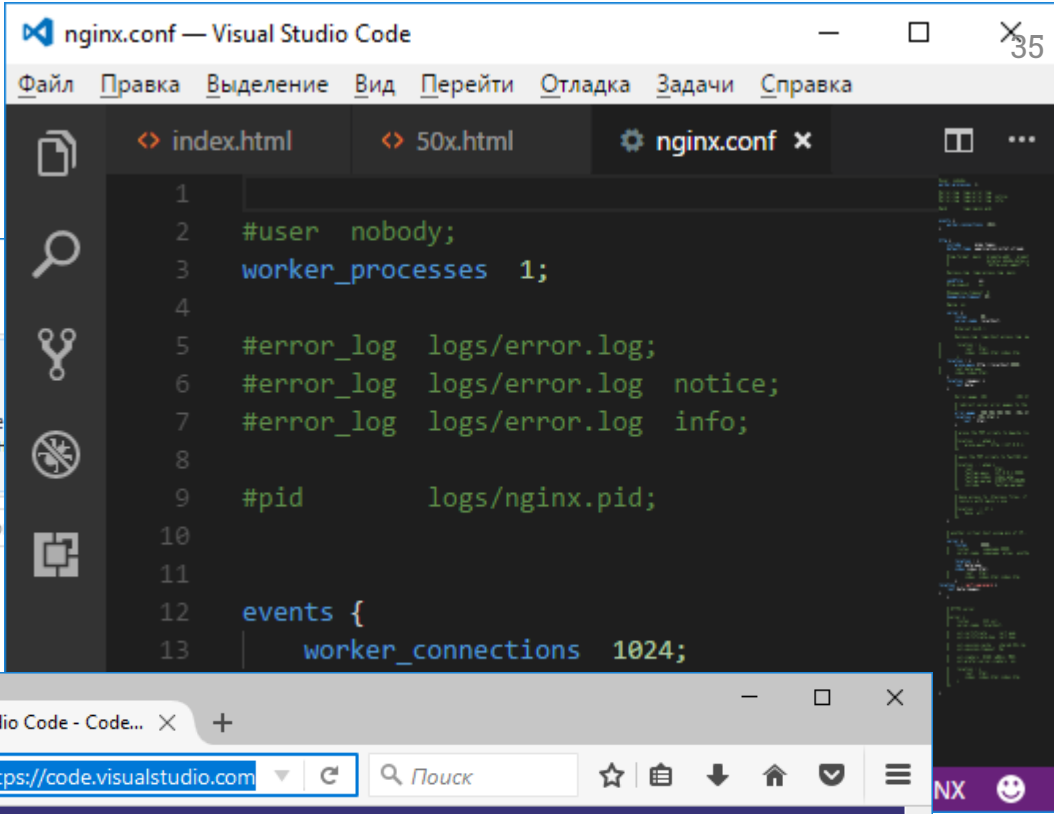 nginx.conf — Visual Studio Code
35
Файл Правка Выделение Вид Перейти Отладка Задачи Справка
index.html 50x.html nginx.conf
1
2 #user  nobody;
3 worker_processes  1;
4
5 #error_log  logs/error.log;
6 #error_log  logs/error.log  notice;
7 #error_log  logs/error.log  info;
8
9 #pid        logs/nginx.pid;
10
11
12 events {
13     worker_connections  1024;
dio Code - Code...
tps://code.visualstudio.com Поиск
NX